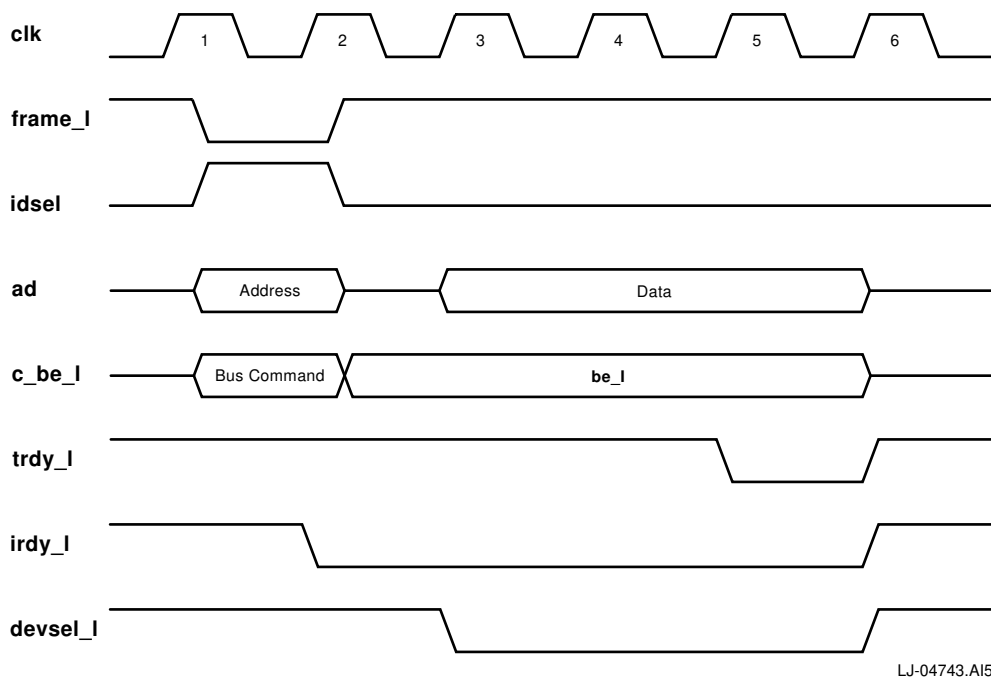 clk
1 2 3 4 5 6
frame_l
idsel
ad
Address Data
c_be_l
Bus Command be_l
trdy_l
irdy_l
devsel_l
LJ-04743.AI5